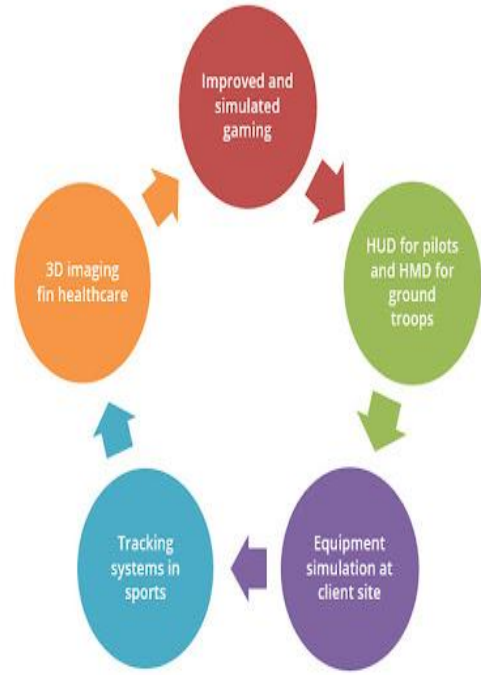 Improved and
simulated
gaming
HUD for pilots
and HMD for
ground
troops
Equipment
simulation at
client site
Tracking
systems in
sports
3D imaging
fin healthcare